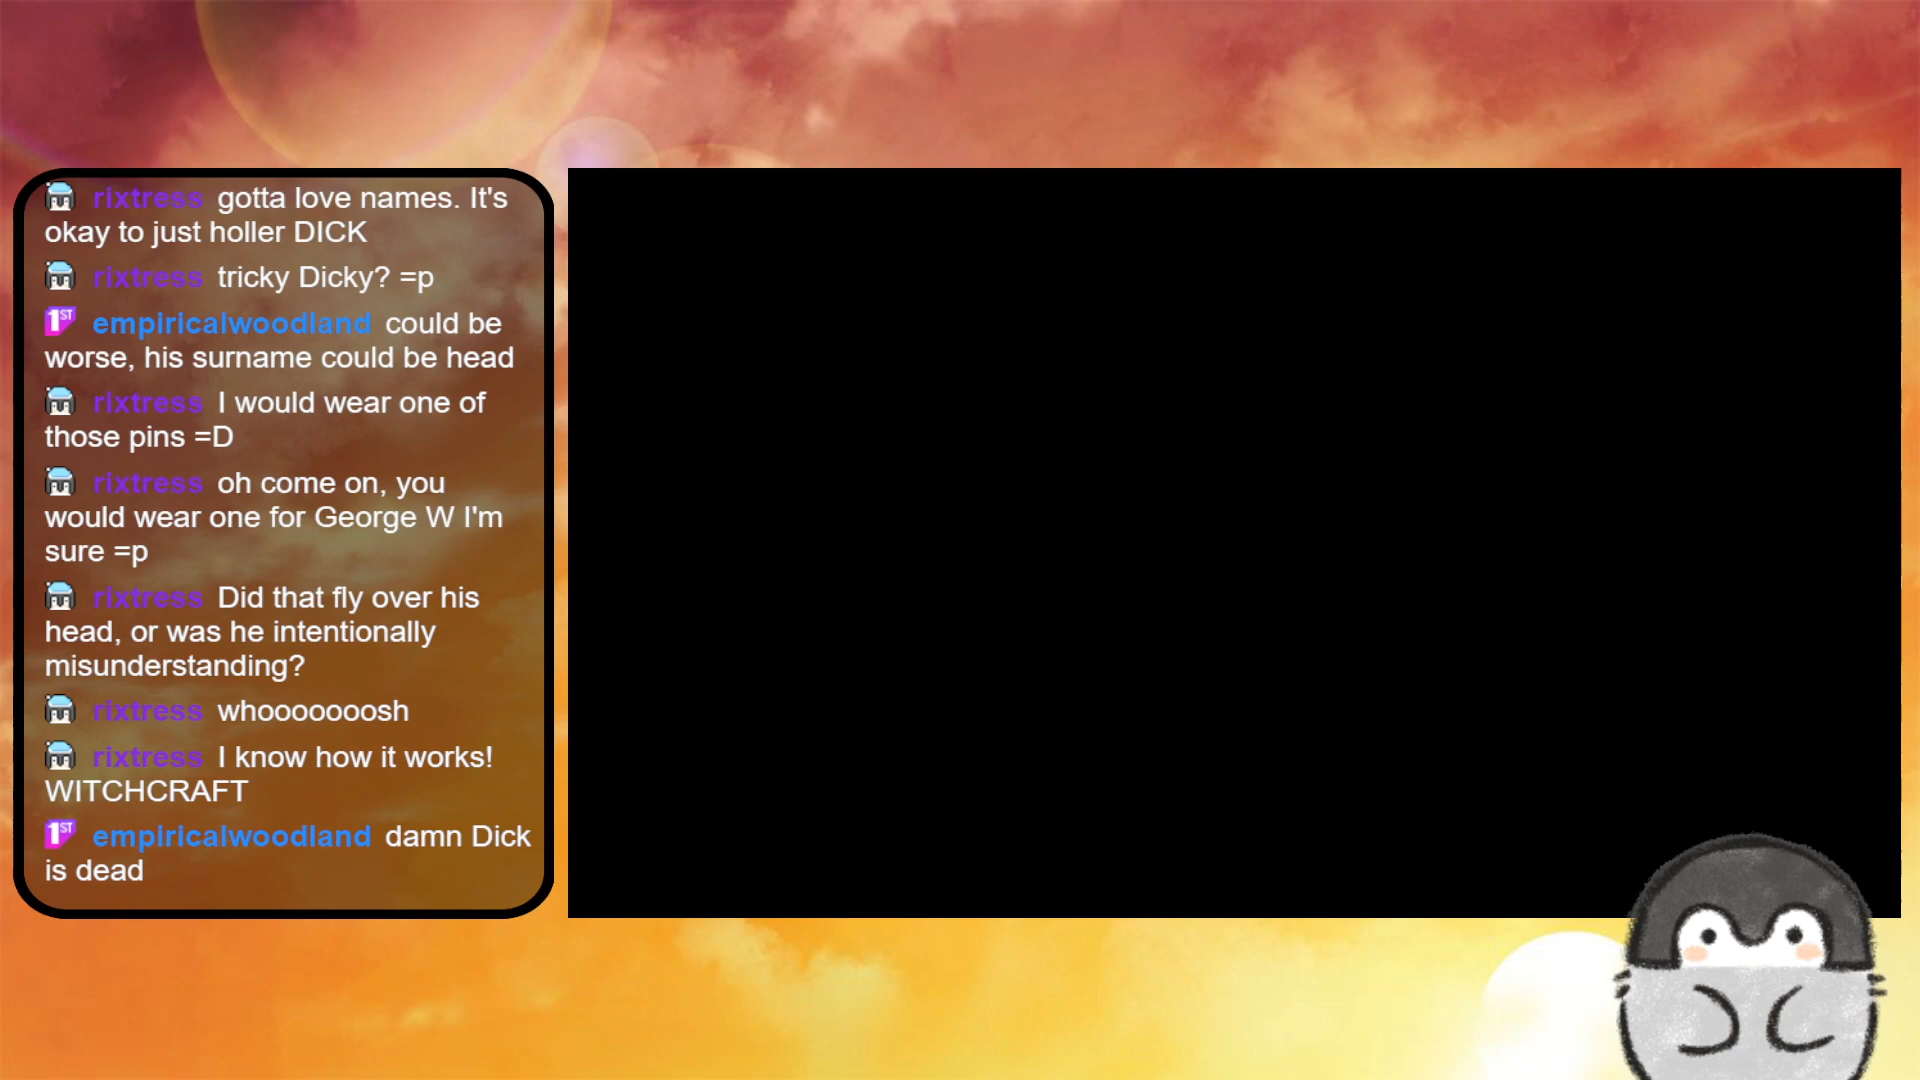 rixtress gotta love names. It's
okay to just holler DICK
rixtress tricky Dicky? =p
1ST empiricalwoodland could be
worse, his surname could be head
rixtress I would wear one of
those pins =D
rixtress oh come on, you
would wear one for George W I'm
sure =p
rixtress Did that fly over his
head, or was he intentionally
misunderstanding?
rixtress whooooooosh
rixtress I know how it works!
WITCHCRAFT
1ST empiricalwoodland damn Dick
is dead